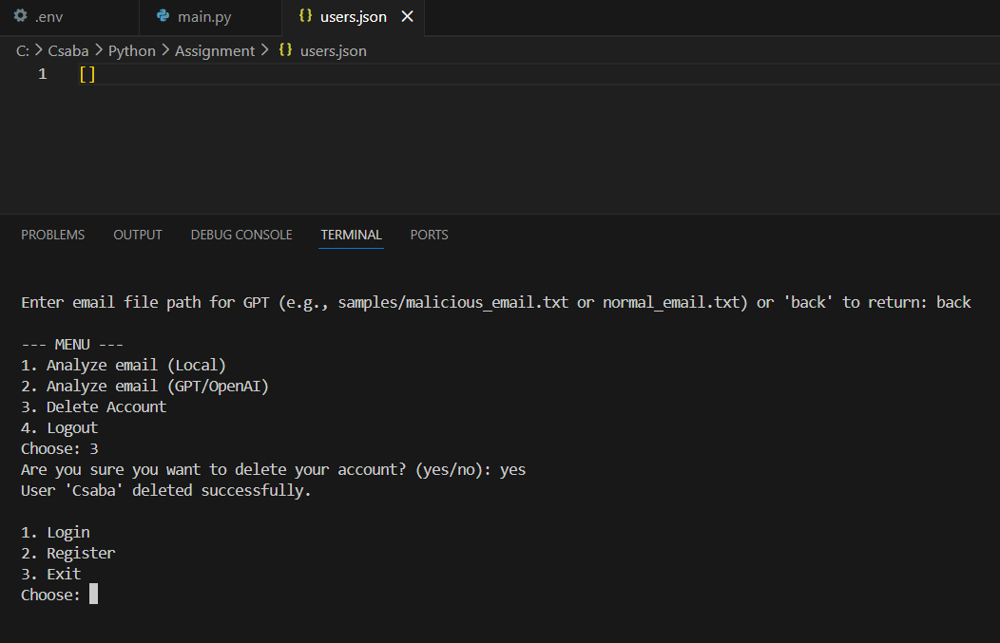 .env main.py {} users.json
C: > Csaba > Python > Assignment > {} users.json
1 []
PROBLEMS OUTPUT DEBUG CONSOLE TERMINAL PORTS
Enter email file path for GPT (e.g., samples/malicious_email.txt or normal_email.txt) or 'back' to return: back
--- MENU ---
1. Analyze email (Local)
2. Analyze email (GPT/OpenAI)
3. Delete Account
4. Logout
Choose: 3
Are you sure you want to delete your account? (yes/no): yes
User 'Csaba' deleted successfully.
1. Login
2. Register
3. Exit
Choose: